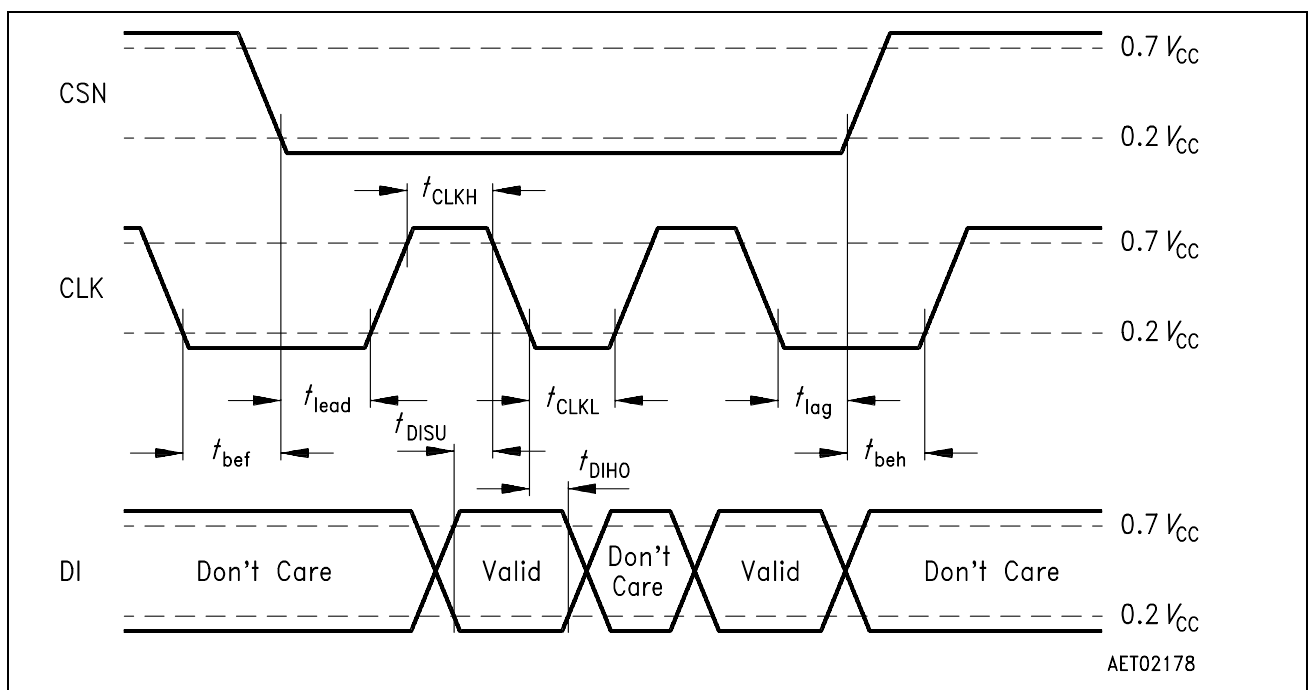 0.7 VCC
CSN
0.2 VCC
tCLKH
0.7 VCC
CLK
0.2 VCC
tlead
tCLKL
tlag
tDISU
tbef
tbeh
tDIHO
0.7 VCC
DI
Don't Care
Valid
Don't
Care
Valid
Don't Care
0.2 VCC
AET02178